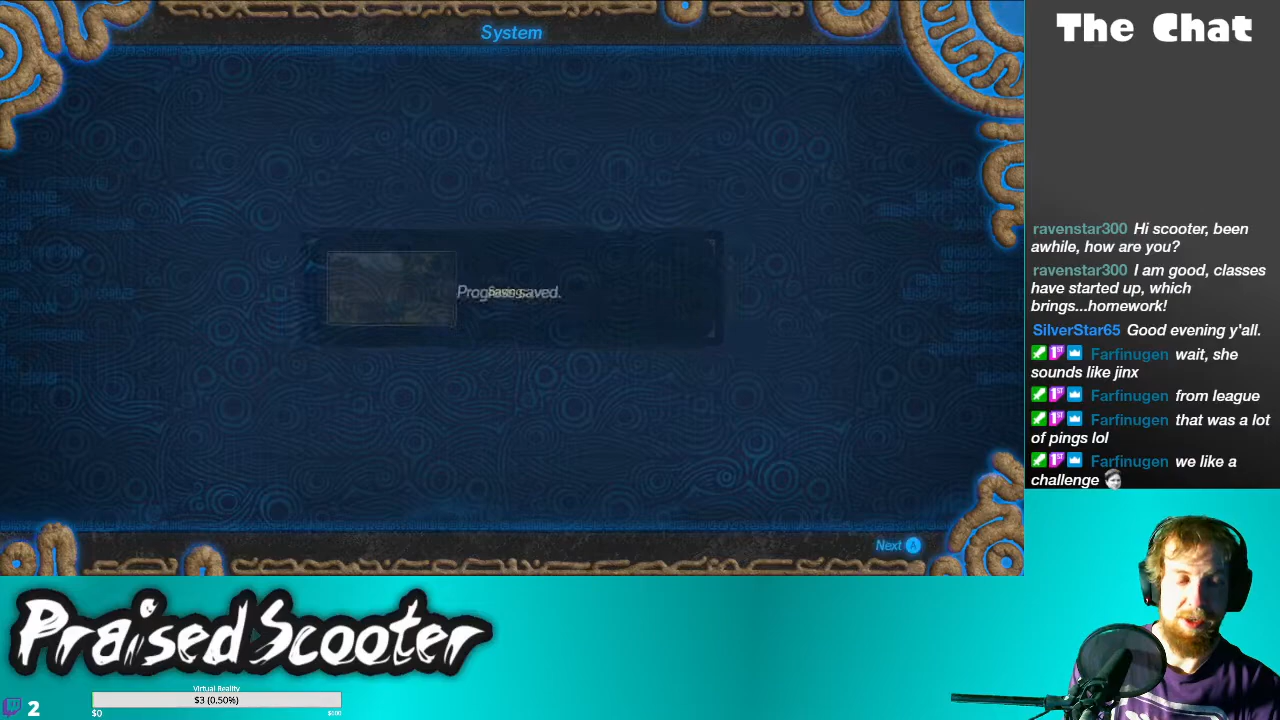 System
The Chat
ravenstar300 Hi scooter, been
awhile, how are you?
ravenstar300 I am good, classes
have started up, which
brings...homework!
SilverStar65 Good evening y'all.
Farfinugen wait, she
sounds like jinx
Farfinugen from league
Farfinugen that was a lot
of pings lol
Farfinugen we like a
challenge
Progress saved.
Saving...
Next A
PraisedScooter
Virtual Reality
$3 (0.50%)
$0
2